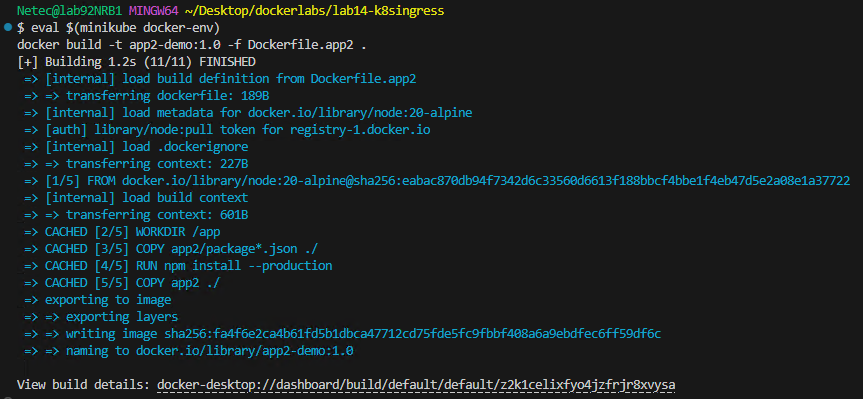 Netec@lab92NRB1 MINGW64 ~/Desktop/dockerlabs/lab14-k8singress
$ eval $(minikube docker-env)
docker build -t app2-demo:1.0 -f Dockerfile.app2 .
[+] Building 1.2s (11/11) FINISHED
=> [internal] load build definition from Dockerfile.app2
=> => transferring dockerfile: 189B
=> [internal] load metadata for docker.io/library/node:20-alpine
=> [auth] library/node:pull token for registry-1.docker.io
=> [internal] load .dockerignore
=> => transferring context: 227B
=> [1/5] FROM docker.io/library/node:20-alpine@sha256:eabac870db94f7342d6c33560d6613f188bbcf4bbe1f4eb47d5e2a08e1a37722
=> [internal] load build context
=> => transferring context: 601B
=> CACHED [2/5] WORKDIR /app
=> CACHED [3/5] COPY app2/package*.json ./
=> CACHED [4/5] RUN npm install --production
=> CACHED [5/5] COPY app2 ./
=> exporting to image
=> => exporting layers
=> => writing image sha256:fa4f6e2ca4b61fd5b1dbca47712cd75fde5fc9fbbf408a6a9ebdfec6ff59df6c
=> => naming to docker.io/library/app2-demo:1.0
View build details: docker-desktop://dashboard/build/default/default/z2k1celixfyo4jzfrjr8xvysa